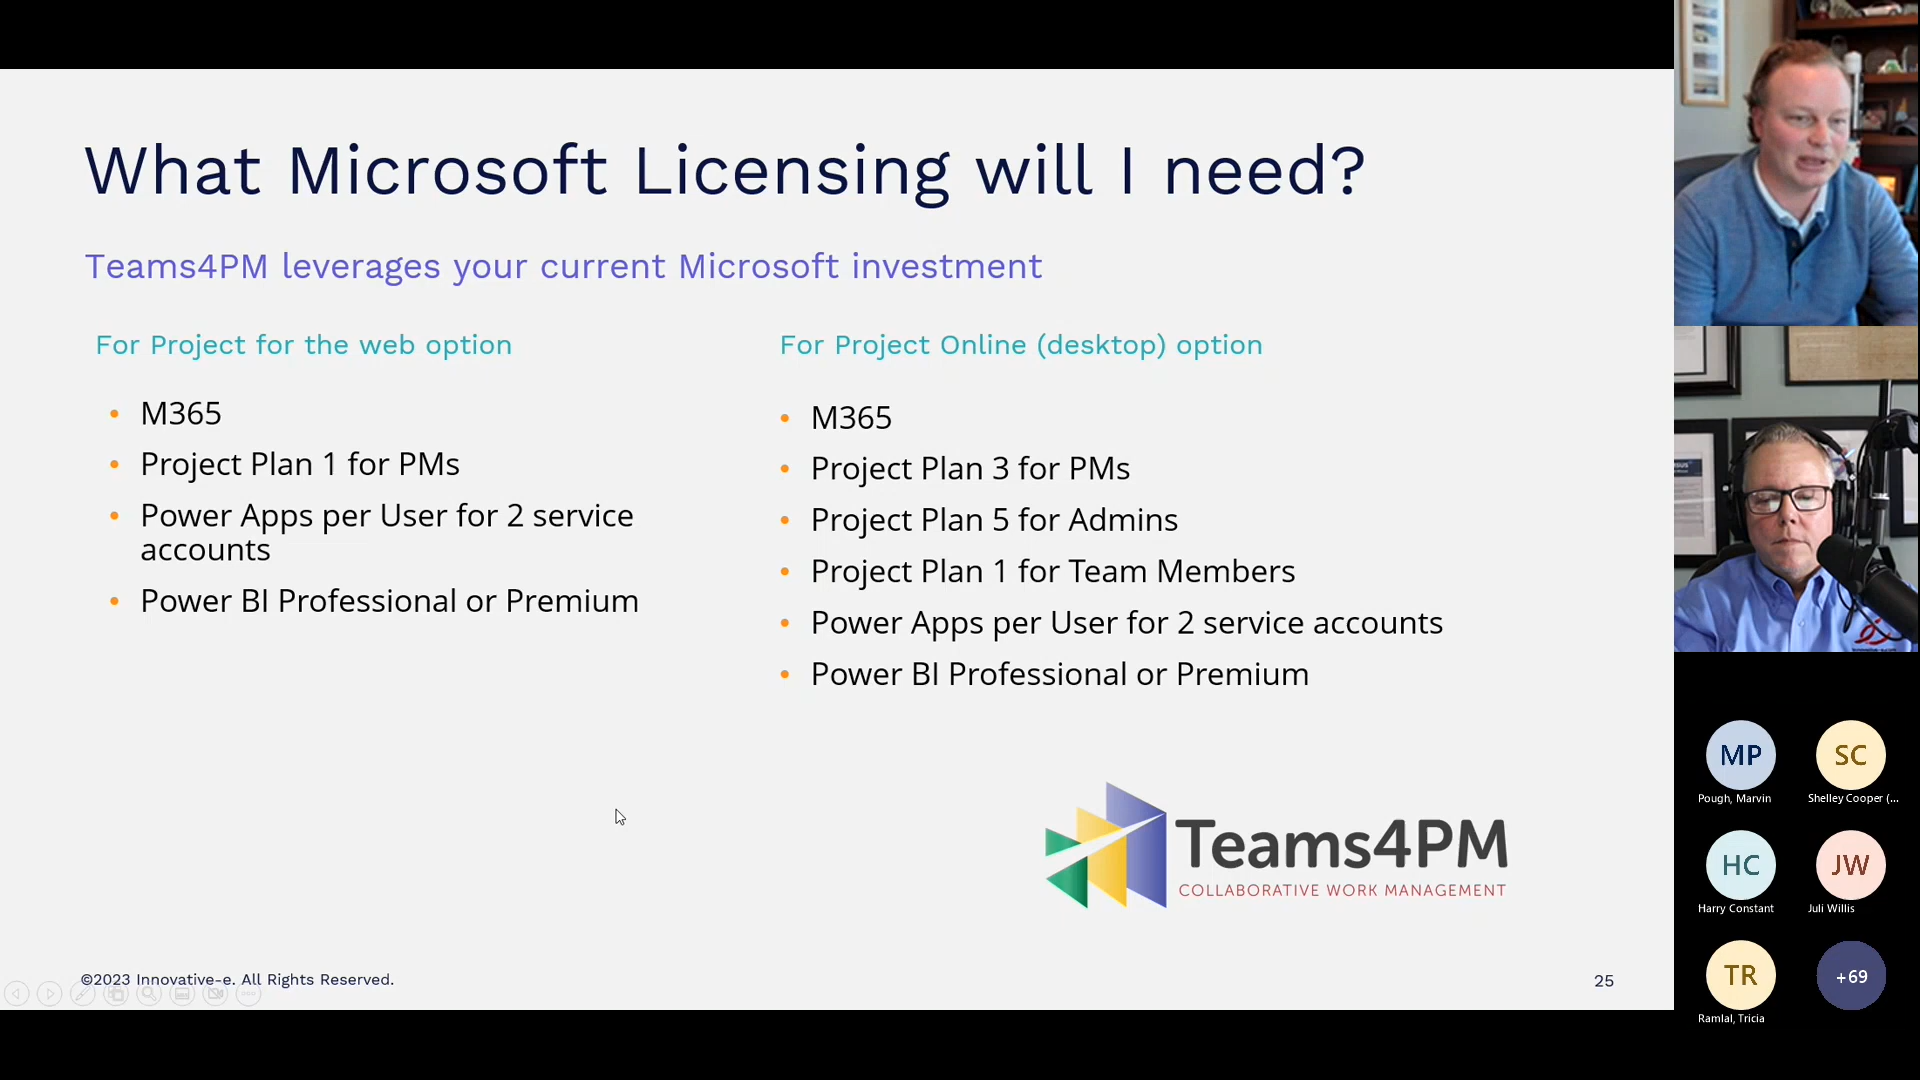 What Microsoft Licensing will I need?
Teams4PM leverages your current Microsoft investment
For Project for the web option
• M365
• Project Plan 1 for PMs
• Power Apps per User for 2 service
accounts
• Power BI Professional or Premium
For Project Online (desktop) option
• M365
• Project Plan 3 for PMs
• Project Plan 5 for Admins
• Project Plan 1 for Team Members
• Power Apps per User for 2 service accounts
• Power BI Professional or Premium
Teams4PM
COLLABORATIVE WORK MANAGEMENT
©2023 Innovative-e. All Rights Reserved.
25
MP
Pough, Marvin
SC
Shelley Cooper (...
HC
Harry Constant
JW
Juli Willis
TR
Ramlal, Tricia
+69